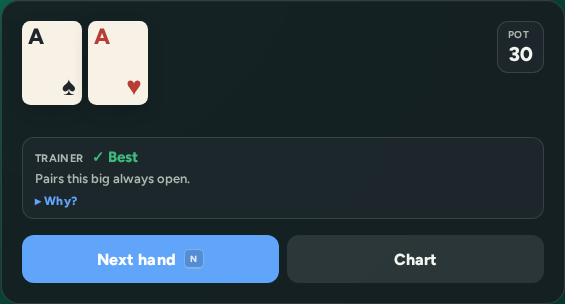 A A
♠ ♥
POT
30
TRAINER ✓ Best
Pairs this big always open.
▸ Why?
Next hand N
Chart